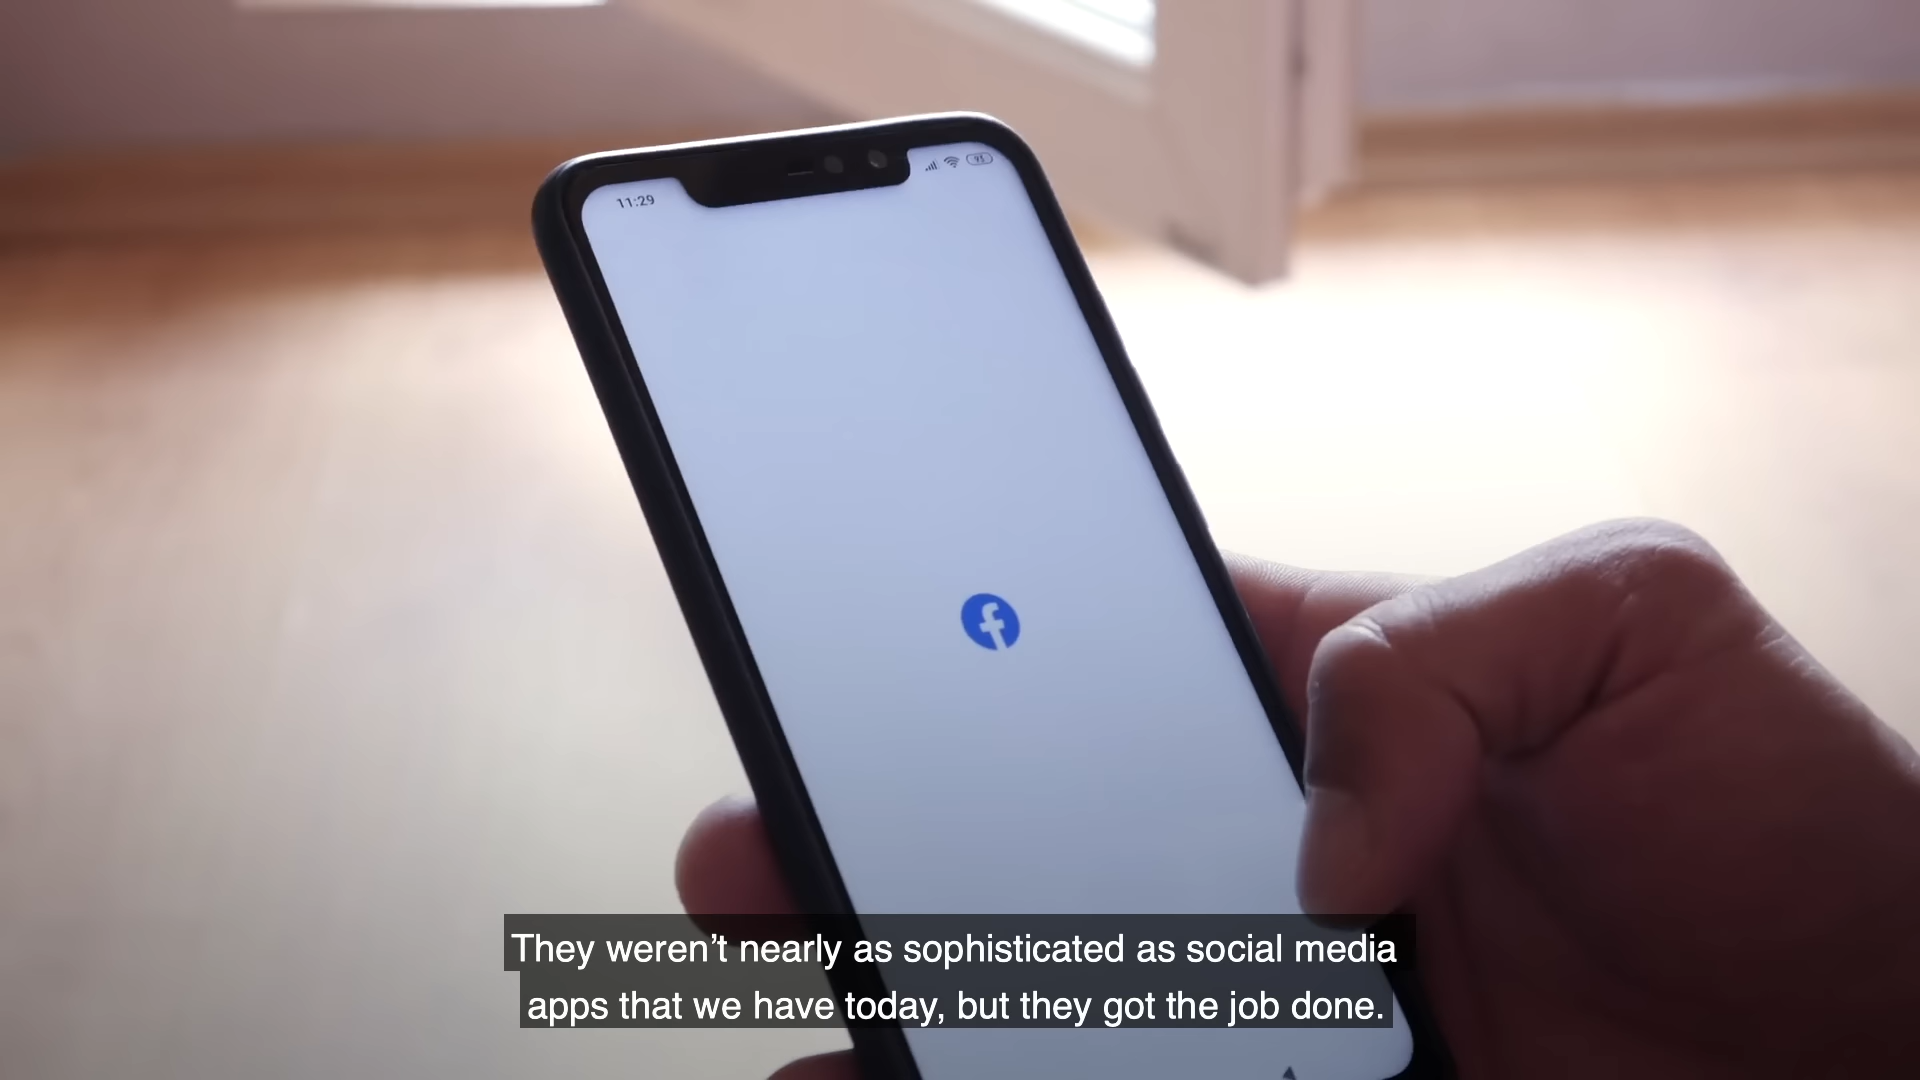 11:29
93
They weren’t nearly as sophisticated as social media
apps that we have today, but they got the job done.